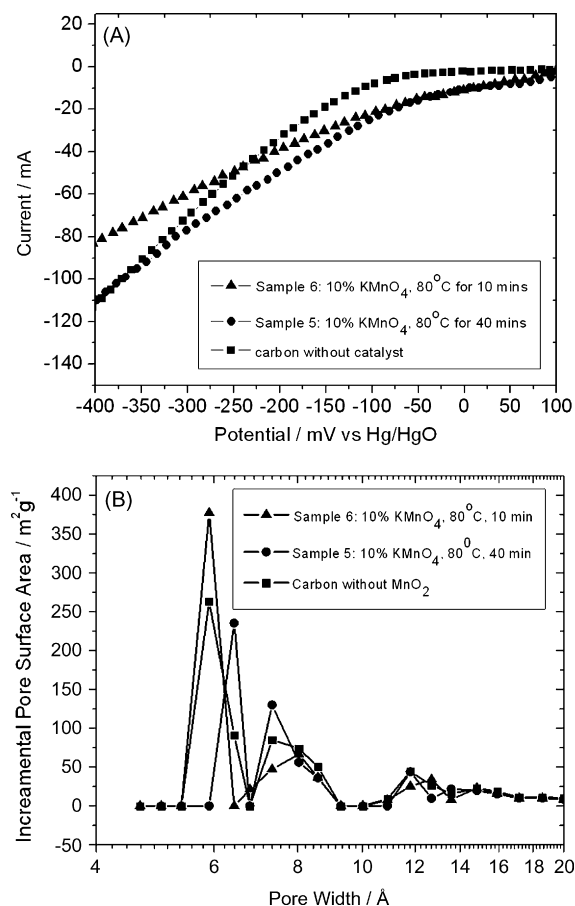 (A)
20
0
-20
-40
-60
-80
-100
-120
-140
Current / mA
Sample 6: 10% KMnO4, 80°C for 10 mins
Sample 5: 10% KMnO4, 80°C for 40 mins
carbon without catalyst
-400 -350 -300 -250 -200 -150 -100 -50 0 50 100
Potential / mV vs Hg/HgO
(B)
400
350
300
250
200
150
100
50
0
-50
Increamental Pore Surface Area / m²g⁻¹
Sample 6: 10% KMnO4, 80°C, 10 min
Sample 5: 10% KMnO4, 80°C, 40 min
Carbon without MnO2
4 6 8 10 12 14 16 18 20
Pore Width / Å